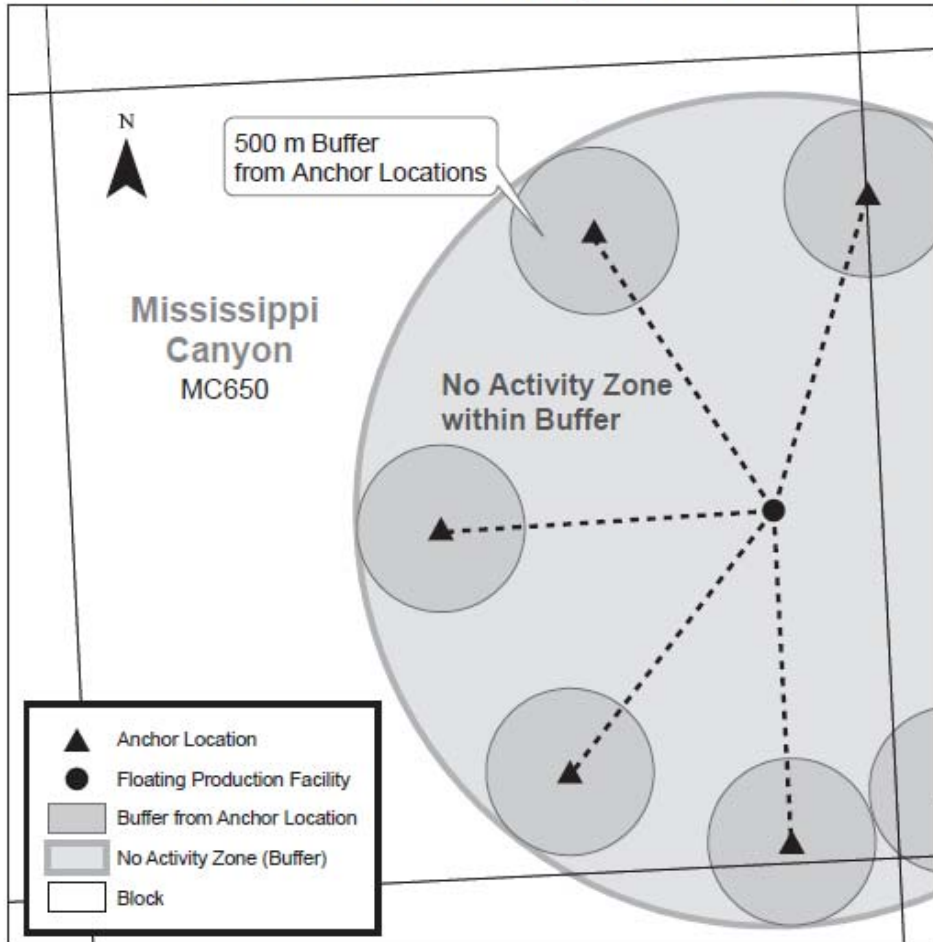 N
500 m Buffer
from Anchor Locations
Mississippi
Canyon
MC650
No Activity Zone
within Buffer
Anchor Location
Floating Production Facility
Buffer from Anchor Location
No Activity Zone (Buffer)
Block